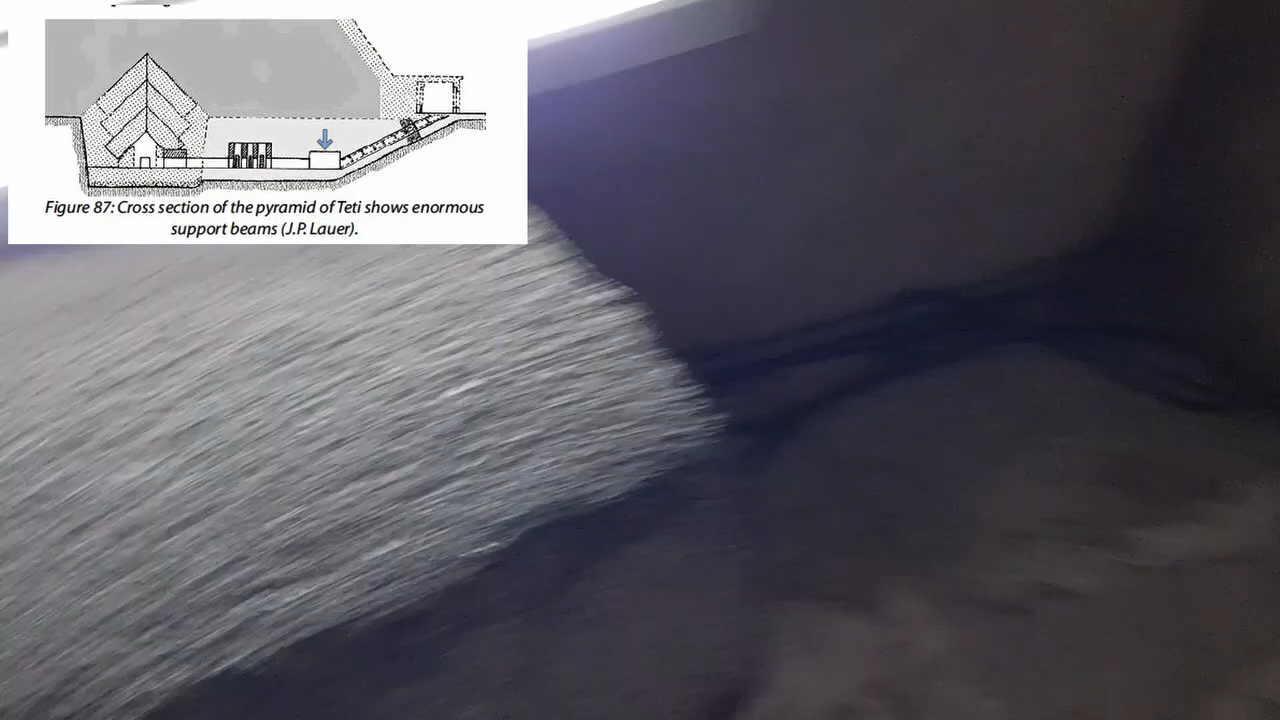 Figure 87: Cross section of the pyramid of Teti shows enormous
support beams (J.P. Lauer).